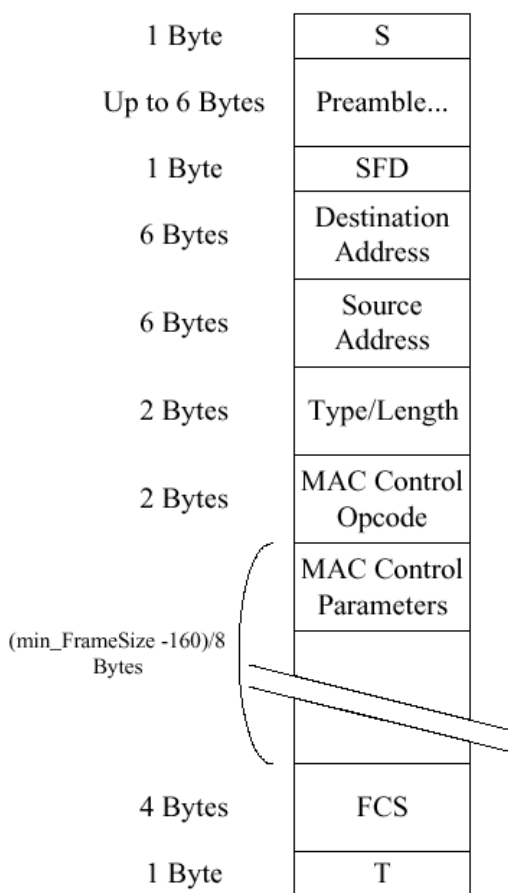 1 Byte
S
Up to 6 Bytes
Preamble...
1 Byte
SFD
6 Bytes
Destination
Address
6 Bytes
Source
Address
2 Bytes
Type/Length
2 Bytes
MAC Control
Opcode
MAC Control
Parameters
(min_FrameSize -160)/8
Bytes
4 Bytes
FCS
1 Byte
T